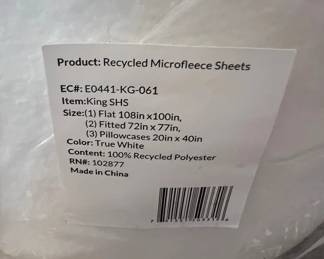 Product: Recycled Microfleece Sheets
EC#: E0441-KG-061
Item:King SHS
Size:(1) Flat 108in x100in,
(2) Fitted 72in x 77in,
(3) Pillowcases 20in x 40in
Color: True White
Content: 100% Recycled Polyester
RN#: 102877
Made in China